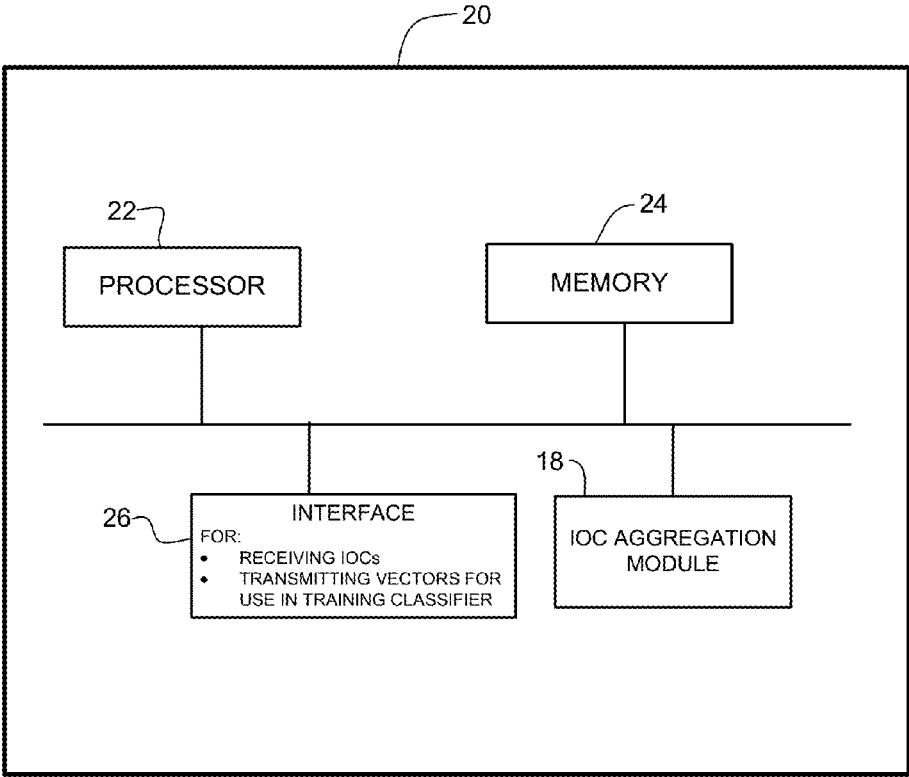 20
22
PROCESSOR
24
MEMORY
26
INTERFACE
FOR:
• RECEIVING IOCs
• TRANSMITTING VECTORS FOR
USE IN TRAINING CLASSIFIER
18
IOC AGGREGATION
MODULE